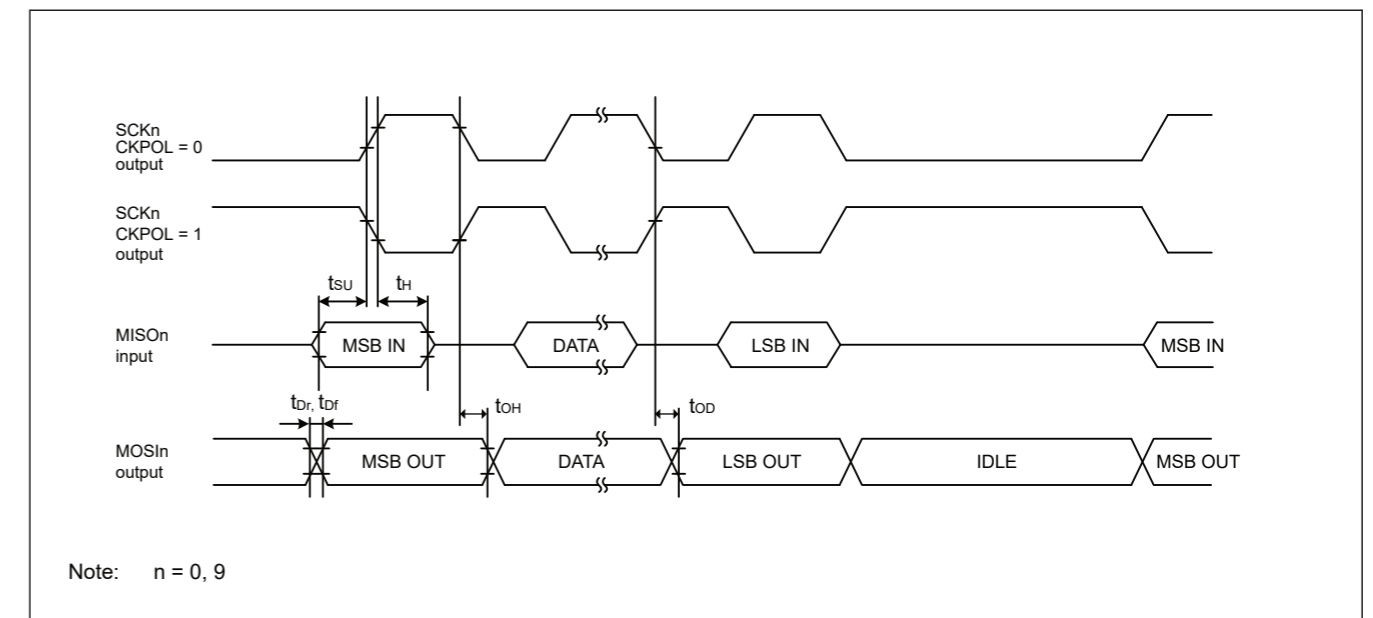 SCKn
CKPOL = 0
output
SCKn
CKPOL = 1
output
tSU
tH
MISOn
input
MSB IN
DATA
LSB IN
MSB IN
tDr, tDf
tOH
tOD
MOSIn
output
MSB OUT
DATA
LSB OUT
IDLE
MSB OUT
Note: n = 0, 9